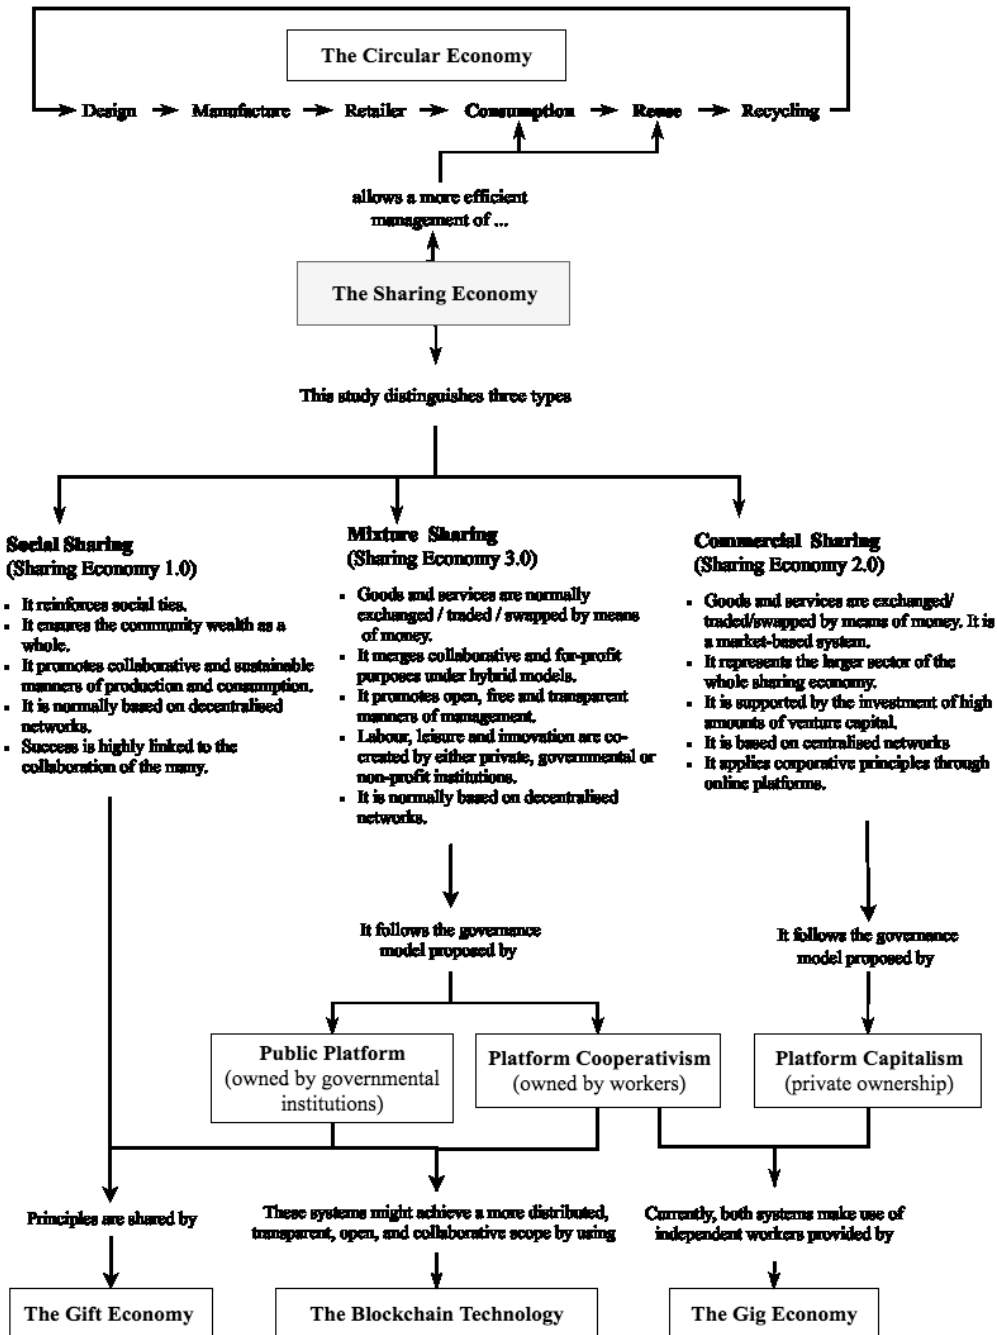 The Circular Economy
Design
Manufacture
Retailer
Consumption
Reuse
Recycling
allows a more efficient
management of ...
The Sharing Economy
This study distinguishes three types
Social Sharing
(Sharing Economy 1.0)
▪ It reinforces social ties.
▪ It ensures the community wealth as a
whole.
▪ It promotes collaborative and sustainable
manners of production and consumption.
▪ It is normally based on decentralised
networks.
▪ Success is highly linked to the
collaboration of the many.
Mixture Sharing
(Sharing Economy 3.0)
▪ Goods and services are normally
exchanged / traded / swapped by means
of money.
▪ It merges collaborative and for-profit
purposes under hybrid models.
▪ It promotes open, free and transparent
manners of management.
▪ Labour, leisure and innovation are co-
created by either private, governmental or
non-profit institutions.
▪ It is normally based on decentralised
networks.
Commercial Sharing
(Sharing Economy 2.0)
▪ Goods and services are exchanged/
traded/swapped by means of money. It is
a market-based system.
▪ It represents the larger sector of the
whole sharing economy.
▪ It is supported by the investment of high
amounts of venture capital.
▪ It is based on centralised networks
▪ It applies corporative principles through
online platforms.
It follows the governance
model proposed by
It follows the governance
model proposed by
Public Platform
(owned by governmental
institutions)
Platform Cooperativism
(owned by workers)
Platform Capitalism
(private ownership)
Principles are shared by
These systems might achieve a more distributed,
transparent, open, and collaborative scope by using
Currently, both systems make use of
independent workers provided by
The Gift Economy
The Blockchain Technology
The Gig Economy